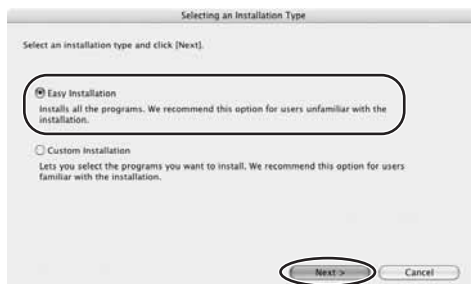 Selecting an Installation Type
Select an installation type and click [Next].
Easy Installation
Installs all the programs. We recommend this option for users unfamiliar with the
installation.
Custom Installation
Lets you select the programs you want to install. We recommend this option for users
familiar with the installation.
Next >
Cancel